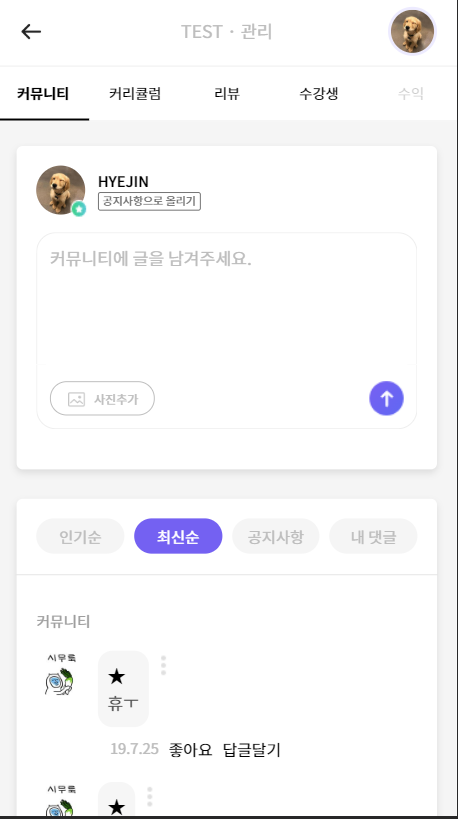 TEST · 관리
커뮤니티 커리큘럼 리뷰 수강생 수익
HYEJIN
공지사항으로 올리기
커뮤니티에 글을 남겨주세요.
사진추가
인기순 최신순 공지사항 내 댓글
커뮤니티
시무룩
★
휴ㅜ
19.7.25 좋아요 답글달기
시무룩
★